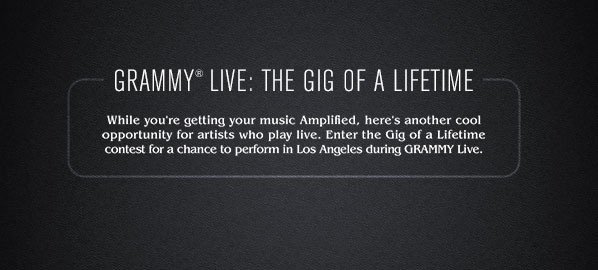 GRAMMY® LIVE: THE GIG OF A LIFETIME
While you're getting your music Amplified, here's another cool
opportunity for artists who play live. Enter the Gig of a Lifetime
contest for a chance to perform in Los Angeles during GRAMMY Live.